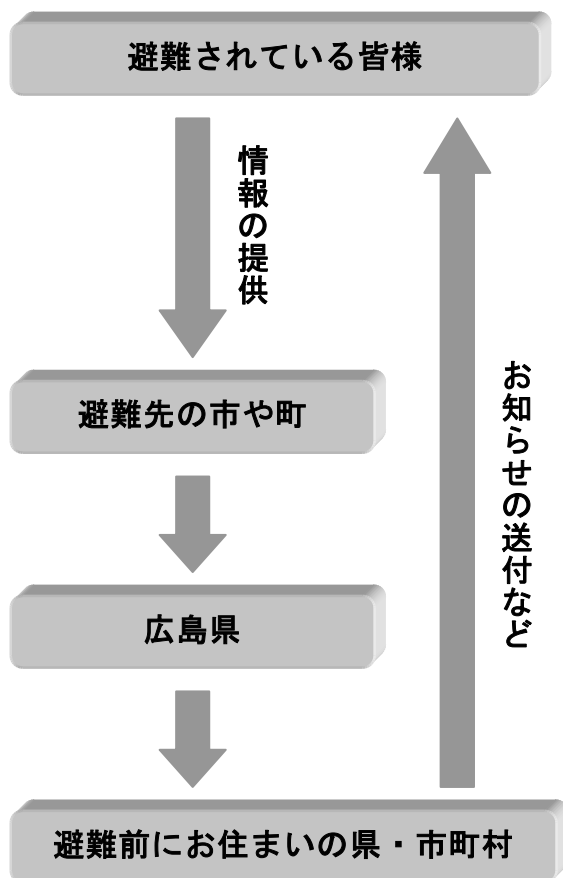 避難されている皆様
情報の提供
避難先の市や町
お知らせの送付など
広島県
避難前にお住まいの県・市町村